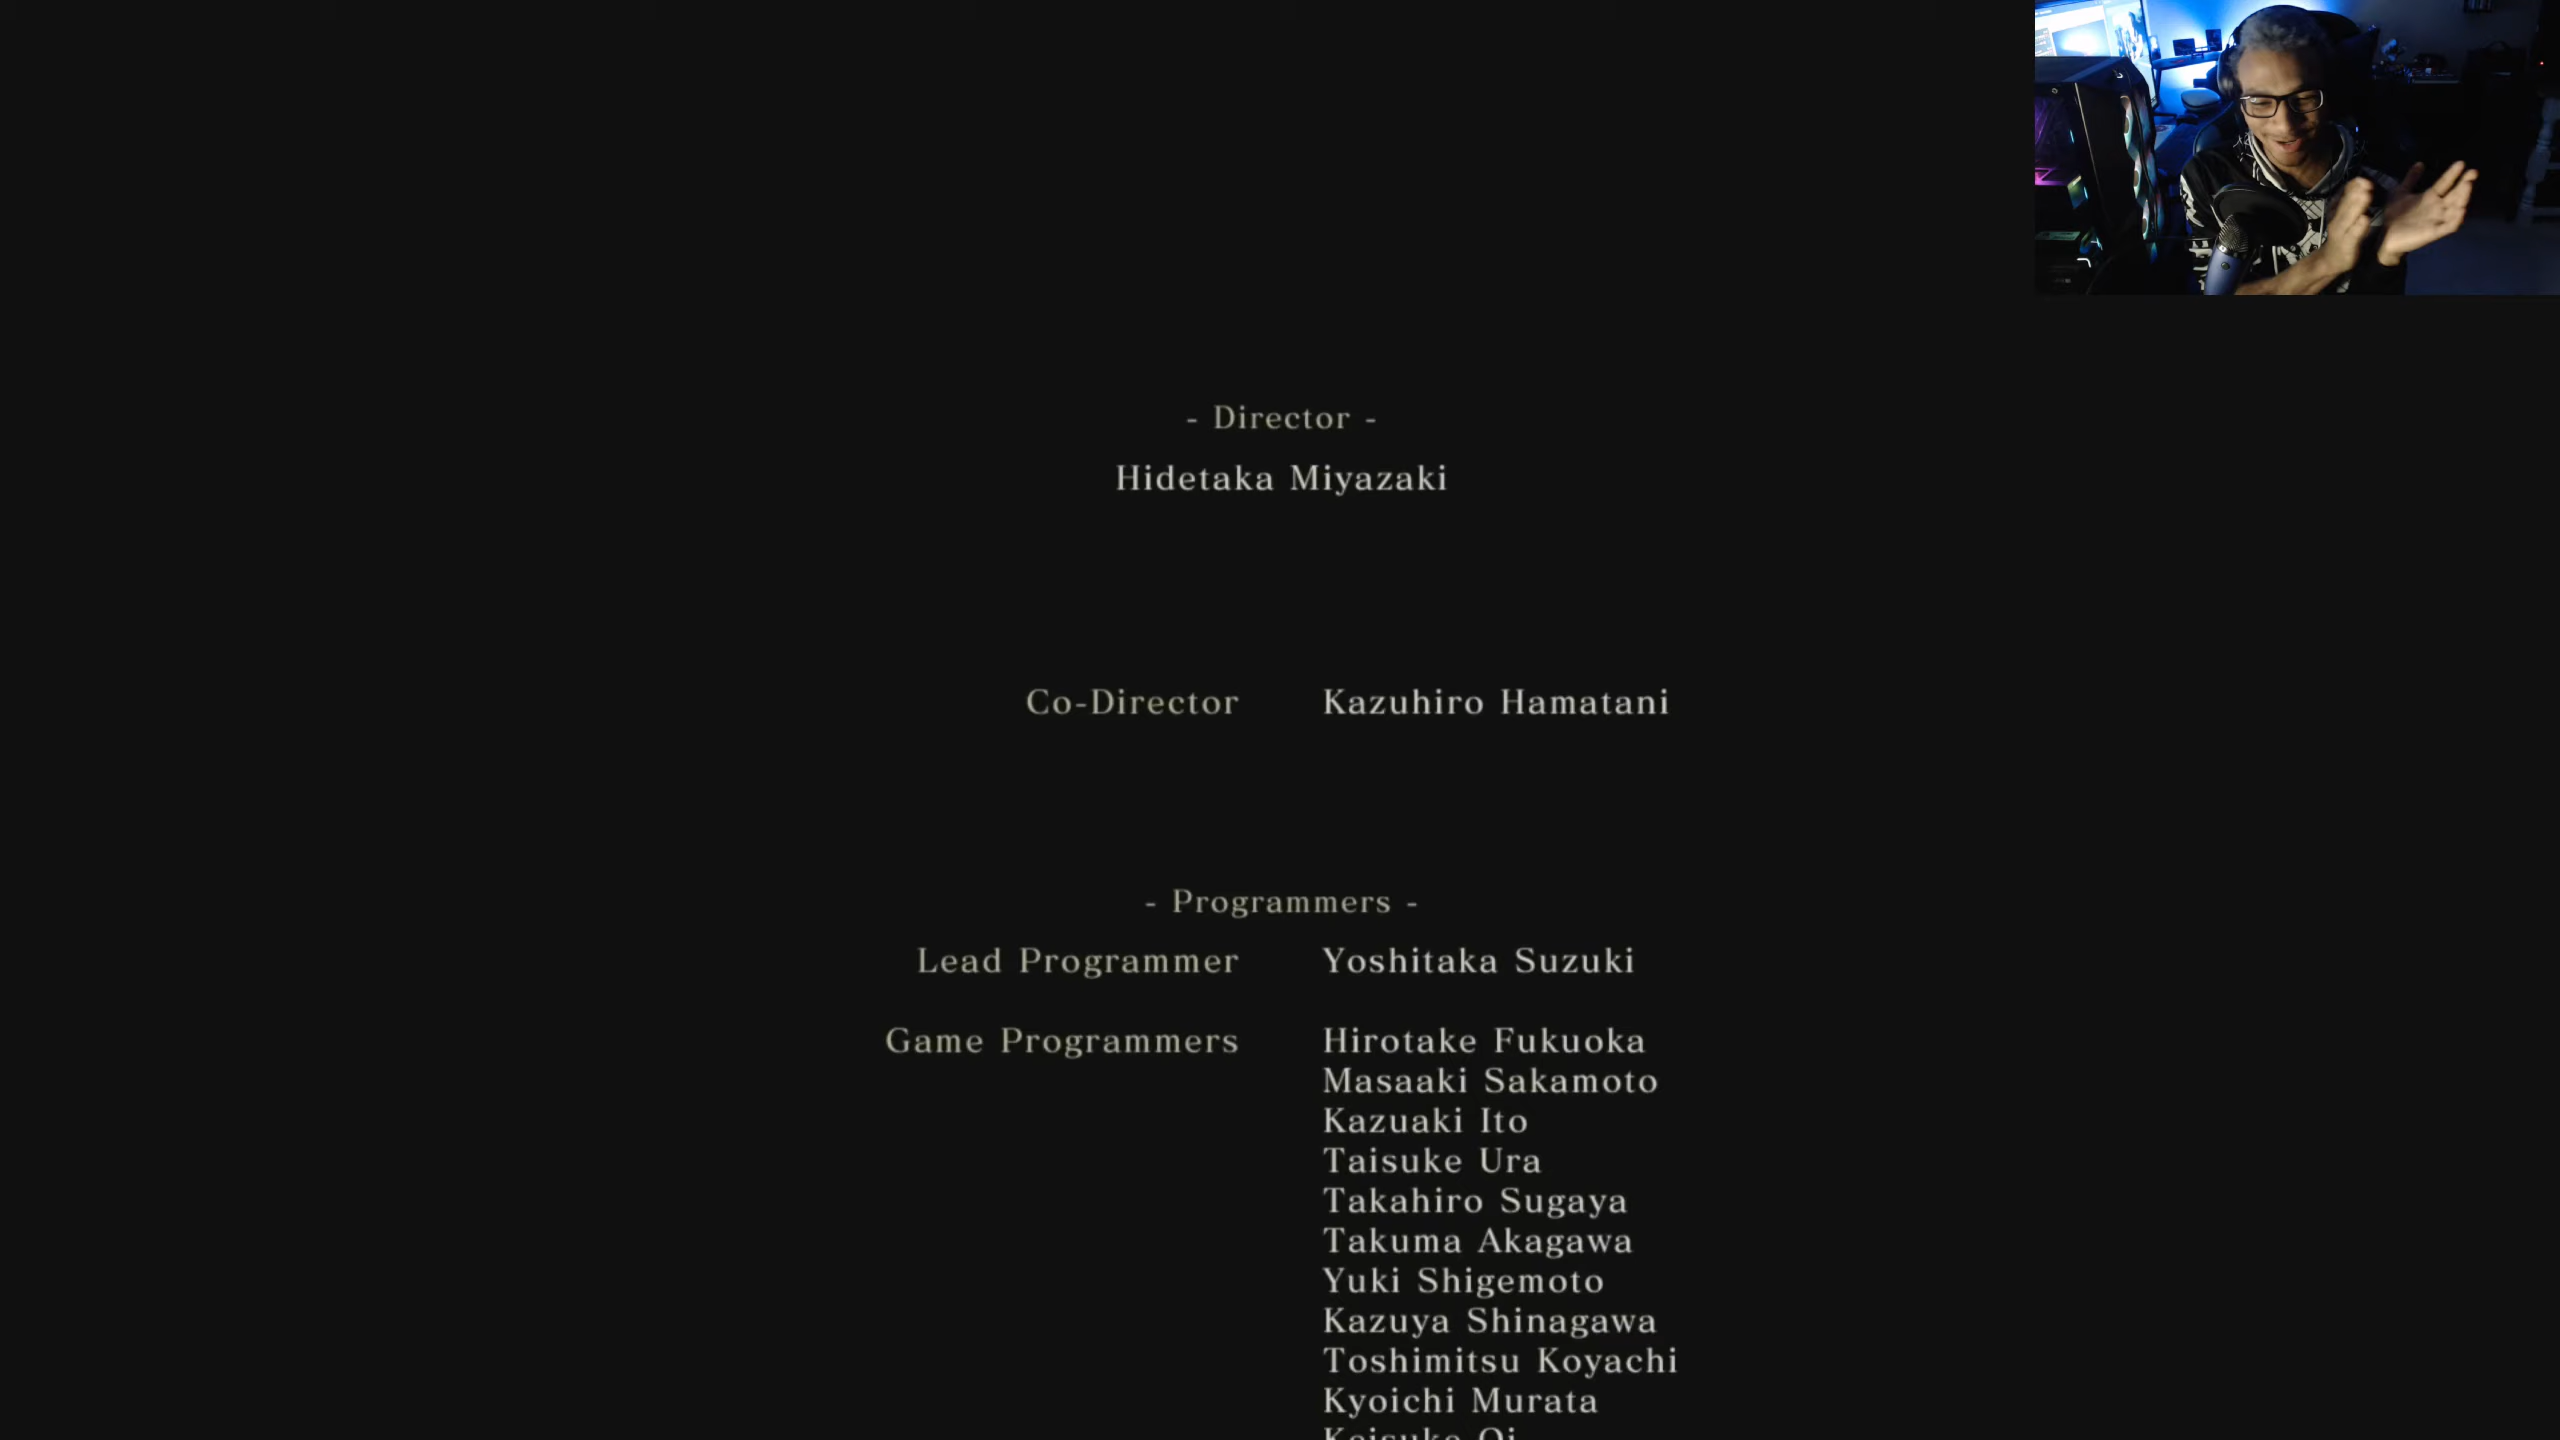 - Director -
Hidetaka Miyazaki
Co-Director Kazuhiro Hamatani
- Programmers -
Lead Programmer Yoshitaka Suzuki
Game Programmers Hirotake Fukuoka
Masaaki Sakamoto
Kazuaki Ito
Taisuke Ura
Takahiro Sugaya
Takuma Akagawa
Yuki Shigemoto
Kazuya Shinagawa
Toshimitsu Koyachi
Kyoichi Murata